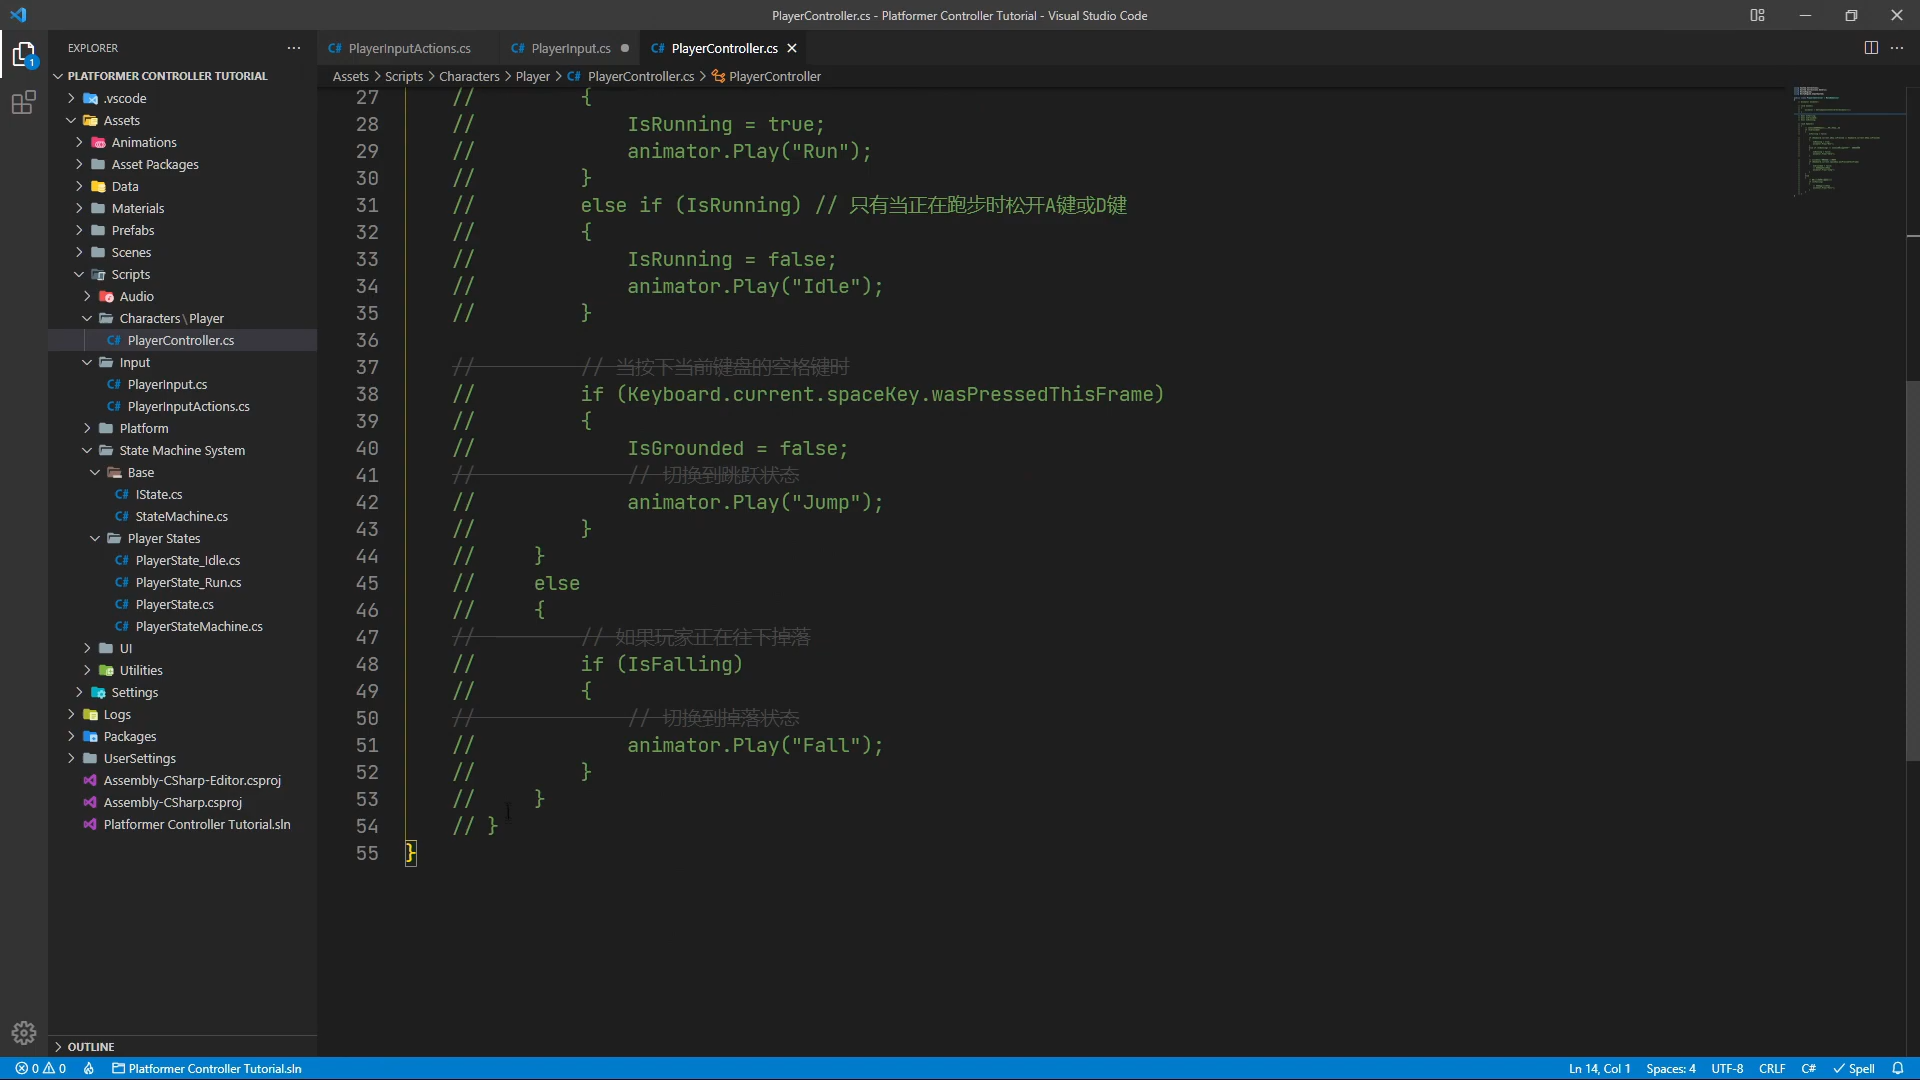 PlayerController.cs - Platformer Controller Tutorial - Visual Studio Code
EXPLORER
PlayerInputActions.cs
PlayerInput.cs
PlayerController.cs
PLATFORMER CONTROLLER TUTORIAL
Assets > Scripts > Characters > Player > PlayerController.cs > PlayerController
.vscode
Assets
Animations
Asset Packages
Data
Materials
Prefabs
Scenes
Scripts
Audio
Characters\Player
PlayerController.cs
Input
PlayerInput.cs
PlayerInputActions.cs
Platform
State Machine System
Base
IState.cs
StateMachine.cs
Player States
PlayerState_Idle.cs
PlayerState_Run.cs
PlayerState.cs
PlayerStateMachine.cs
UI
Utilities
Settings
Logs
Packages
UserSettings
Assembly-CSharp-Editor.csproj
Assembly-CSharp.csproj
Platformer Controller Tutorial.sln
OUTLINE
27 // {
28 // IsRunning = true;
29 // animator.Play("Run");
30 // }
31 // else if (IsRunning) // 只有当正在跑步时松开A键或D键
32 // {
33 // IsRunning = false;
34 // animator.Play("Idle");
35 // }
36
37 // // 当按下当前键盘的空格键时
38 // if (Keyboard.current.spaceKey.wasPressedThisFrame)
39 // {
40 // IsGrounded = false;
41 // // 切换到跳跃状态
42 // animator.Play("Jump");
43 // }
44 // }
45 // else
46 // {
47 // // 如果玩家正在往下掉落
48 // if (IsFalling)
49 // {
50 // // 切换到掉落状态
51 // animator.Play("Fall");
52 // }
53 // }
54 // }
55 }
0 0 Platformer Controller Tutorial.sln
Ln 14, Col 1 Spaces: 4 UTF-8 CRLF C# Spell